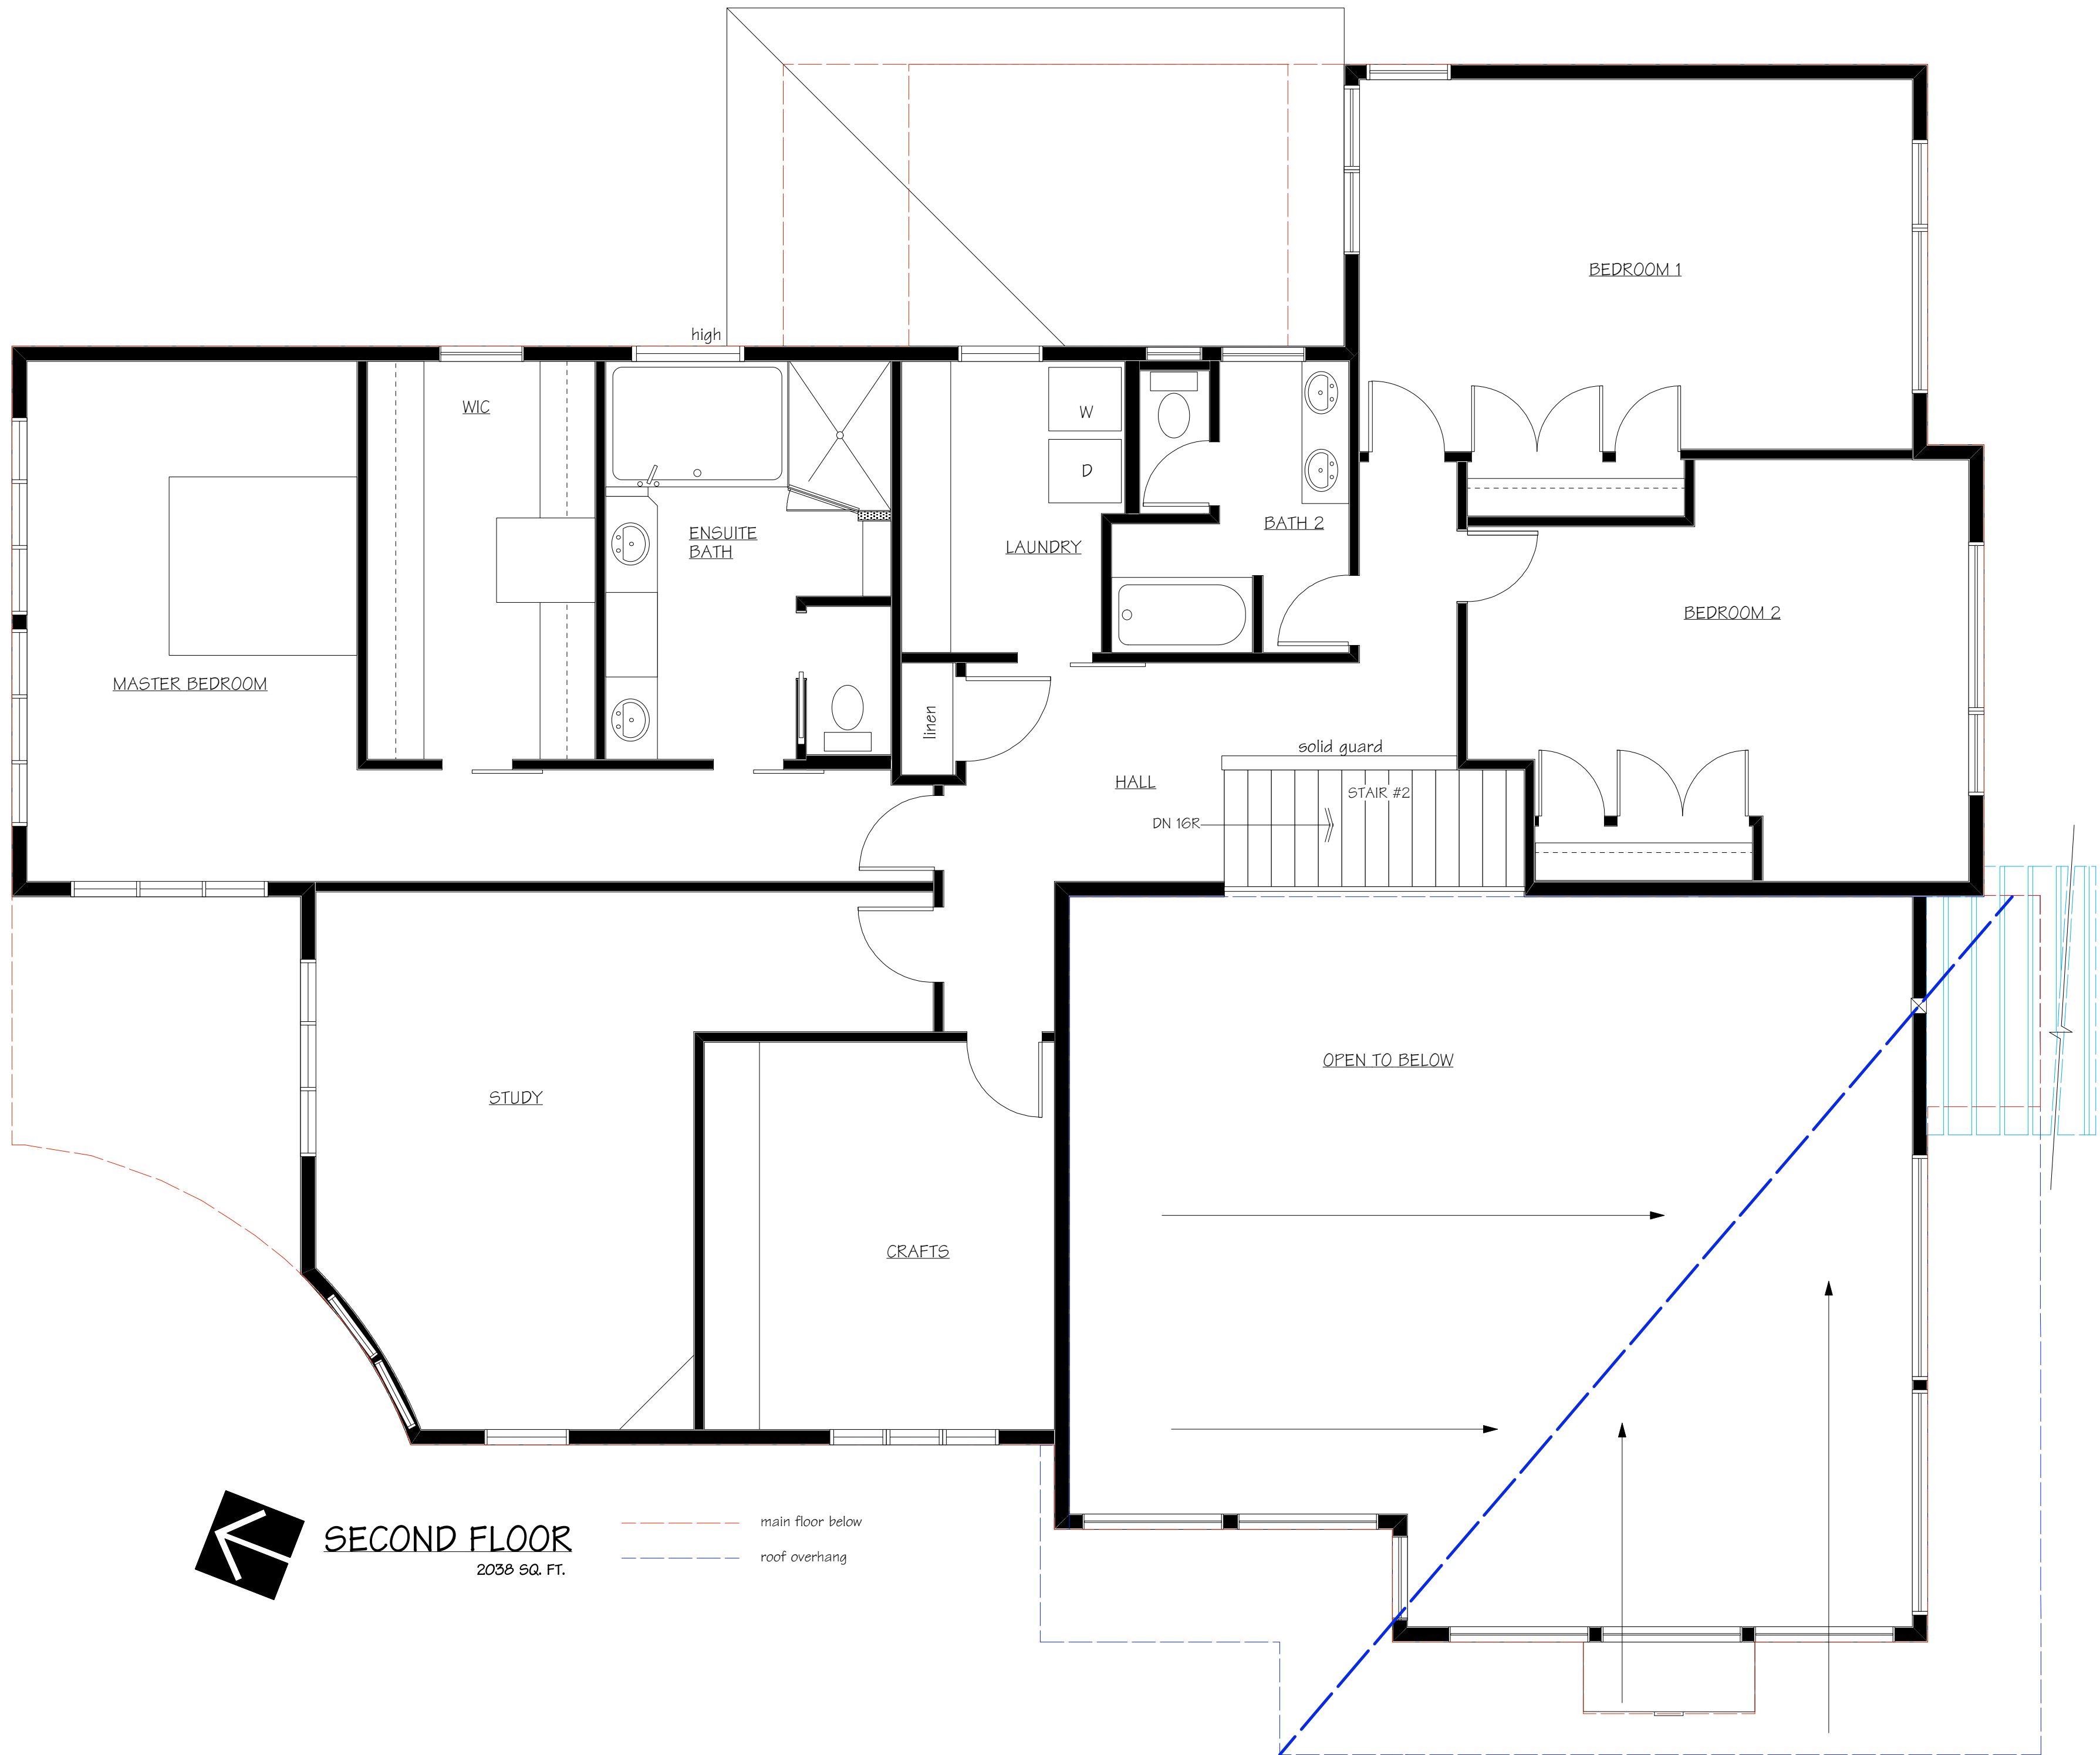 BEDROOM 1
high
WIC
W
D
ENSUITE
BATH
BATH 2
LAUNDRY
BEDROOM 2
MASTER BEDROOM
linen
solid guard
HALL
STAIR #2
DN 16R
OPEN TO BELOW
STUDY
CRAFTS
SECOND FLOOR
2038 SQ. FT.
main floor below
roof overhang